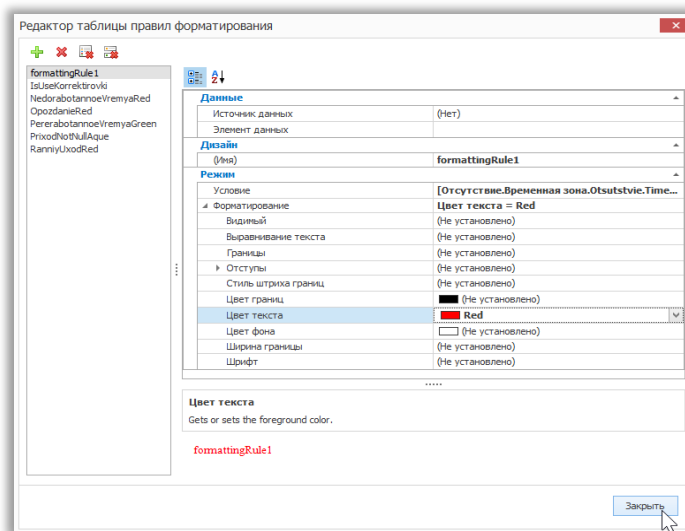 Редактор таблицы правил форматирования
formattingRule1
IsUseKorrektirovki
NedorabotannoeVremyaRed
OpozdanieRed
PererabotannoeVremyaGreen
PrixodNotNullAque
RanniyUxodRed
Данные
Источник данных (Нет)
Элемент данных
Дизайн
(Имя) formattingRule1
Режим
Условие [Отсутствие.Временная зона.Otsutstvie.Time...
Форматирование Цвет текста = Red
Видимый (Не установлено)
Выравнивание текста (Не установлено)
Границы (Не установлено)
Отступы (Не установлено)
Стиль штриха границ (Не установлено)
Цвет границ (Не установлено)
Цвет текста Red
Цвет фона (Не установлено)
Ширина границы (Не установлено)
Шрифт (Не установлено)
Цвет текста
Gets or sets the foreground color.
formattingRule1
Закрыть